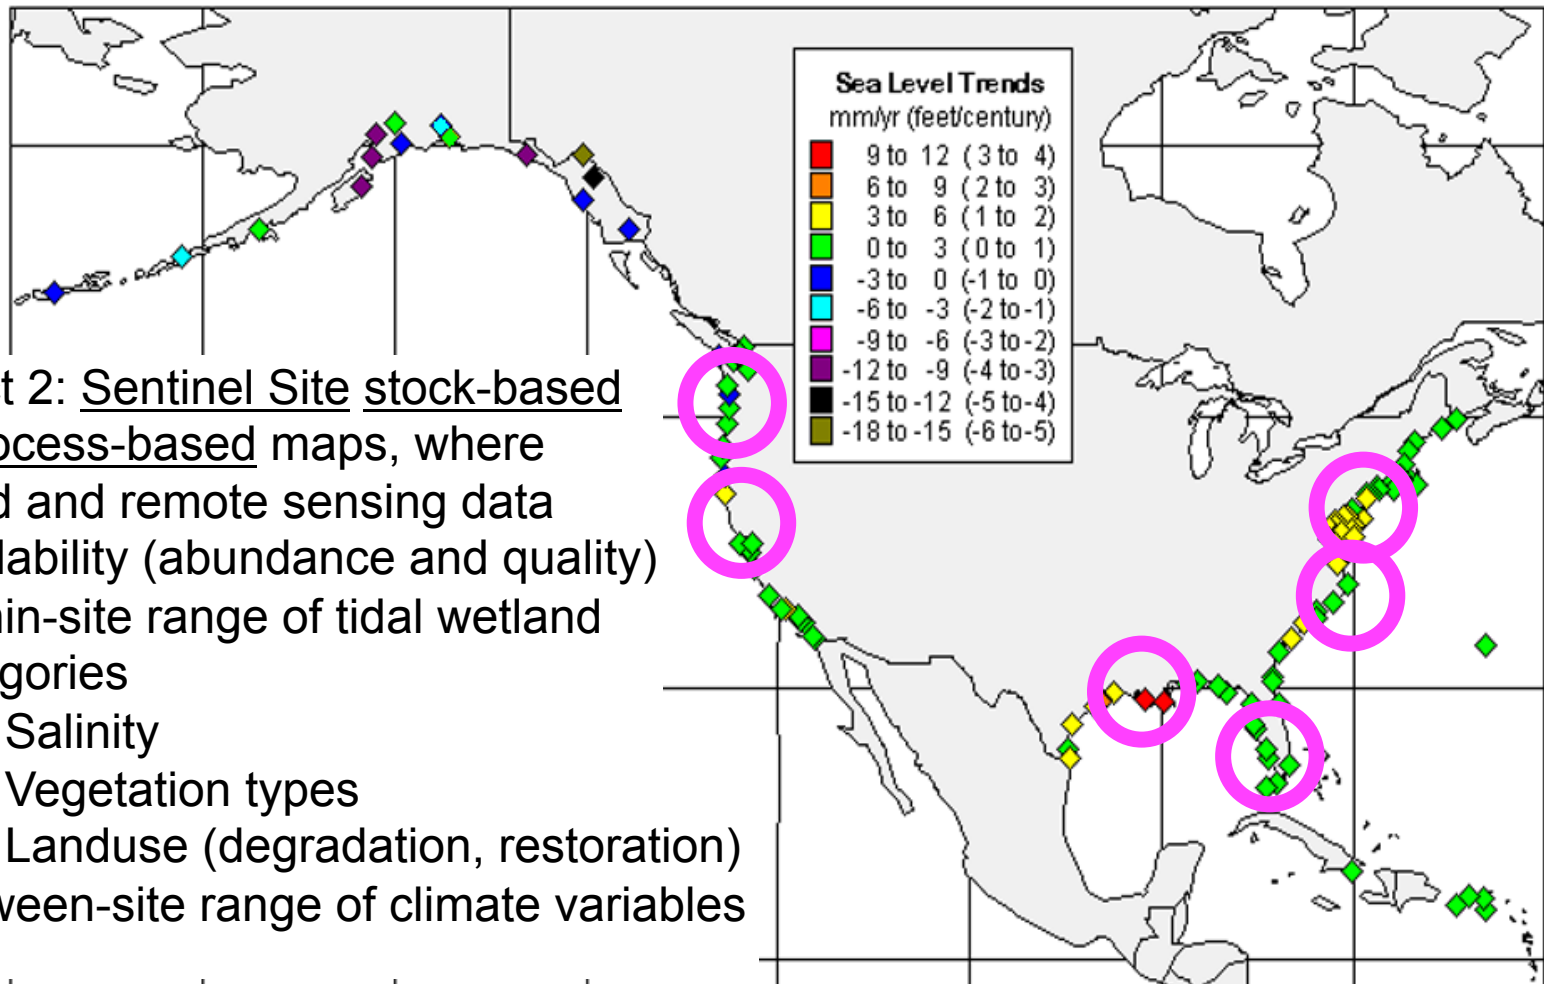 Sea Level Trends
mm/yr (feet/century)
9 to 12 (3 to 4)
6 to 9 (2 to 3)
3 to 6 (1 to 2)
0 to 3 (0 to 1)
-3 to 0 (-1 to 0)
-6 to -3 (-2 to -1)
-9 to -6 (-3 to -2)
-12 to -9 (-4 to -3)
-15 to -12 (-5 to -4)
-18 to -15 (-6 to -5)
t 2: Sentinel Site stock-based
ocess-based maps, where
d and remote sensing data
lability (abundance and quality)
in-site range of tidal wetland
gories
Salinity
Vegetation types
Landuse (degradation, restoration)
ween-site range of climate variables